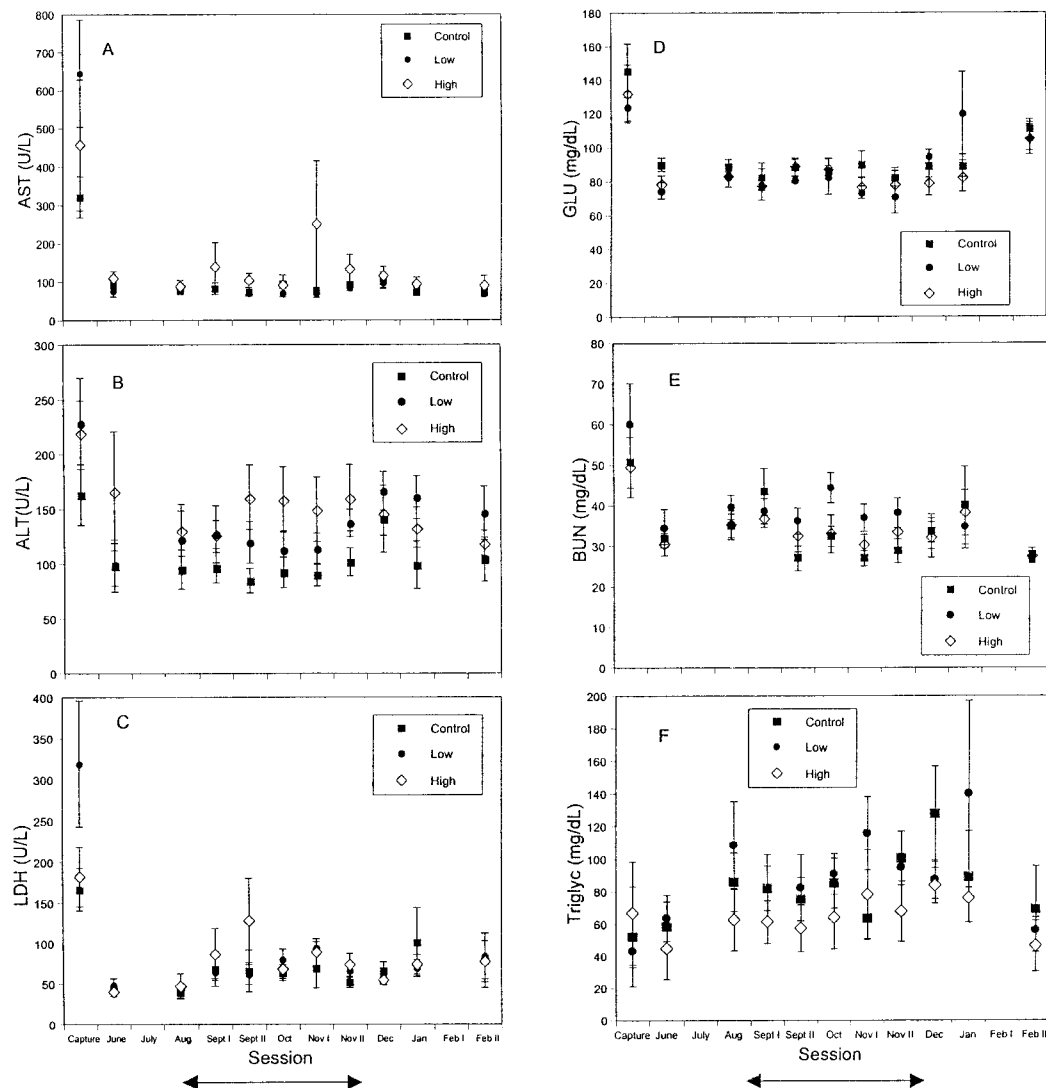 A
AST (U/L)
800
700
600
500
400
300
200
100
0
Control
Low
High
B
ALT(U/L)
300
250
200
150
100
50
0
Control
Low
High
C
LDH (U/L)
400
350
300
250
200
150
100
50
0
Control
Low
High
Capture June July Aug Sept I Sept II Oct Nov I Nov II Dec Jan Feb I Feb II
Session
D
GLU (mg/dL)
180
160
140
120
100
80
60
40
20
0
Control
Low
High
E
BUN (mg/dL)
80
70
60
50
40
30
20
10
0
Control
Low
High
F
Triglyc (mg/dL)
200
180
160
140
120
100
80
60
40
20
0
Control
Low
High
Capture June July Aug Sept I Sept II Oct Nov I Nov II Dec Jan Feb I Feb II
Session